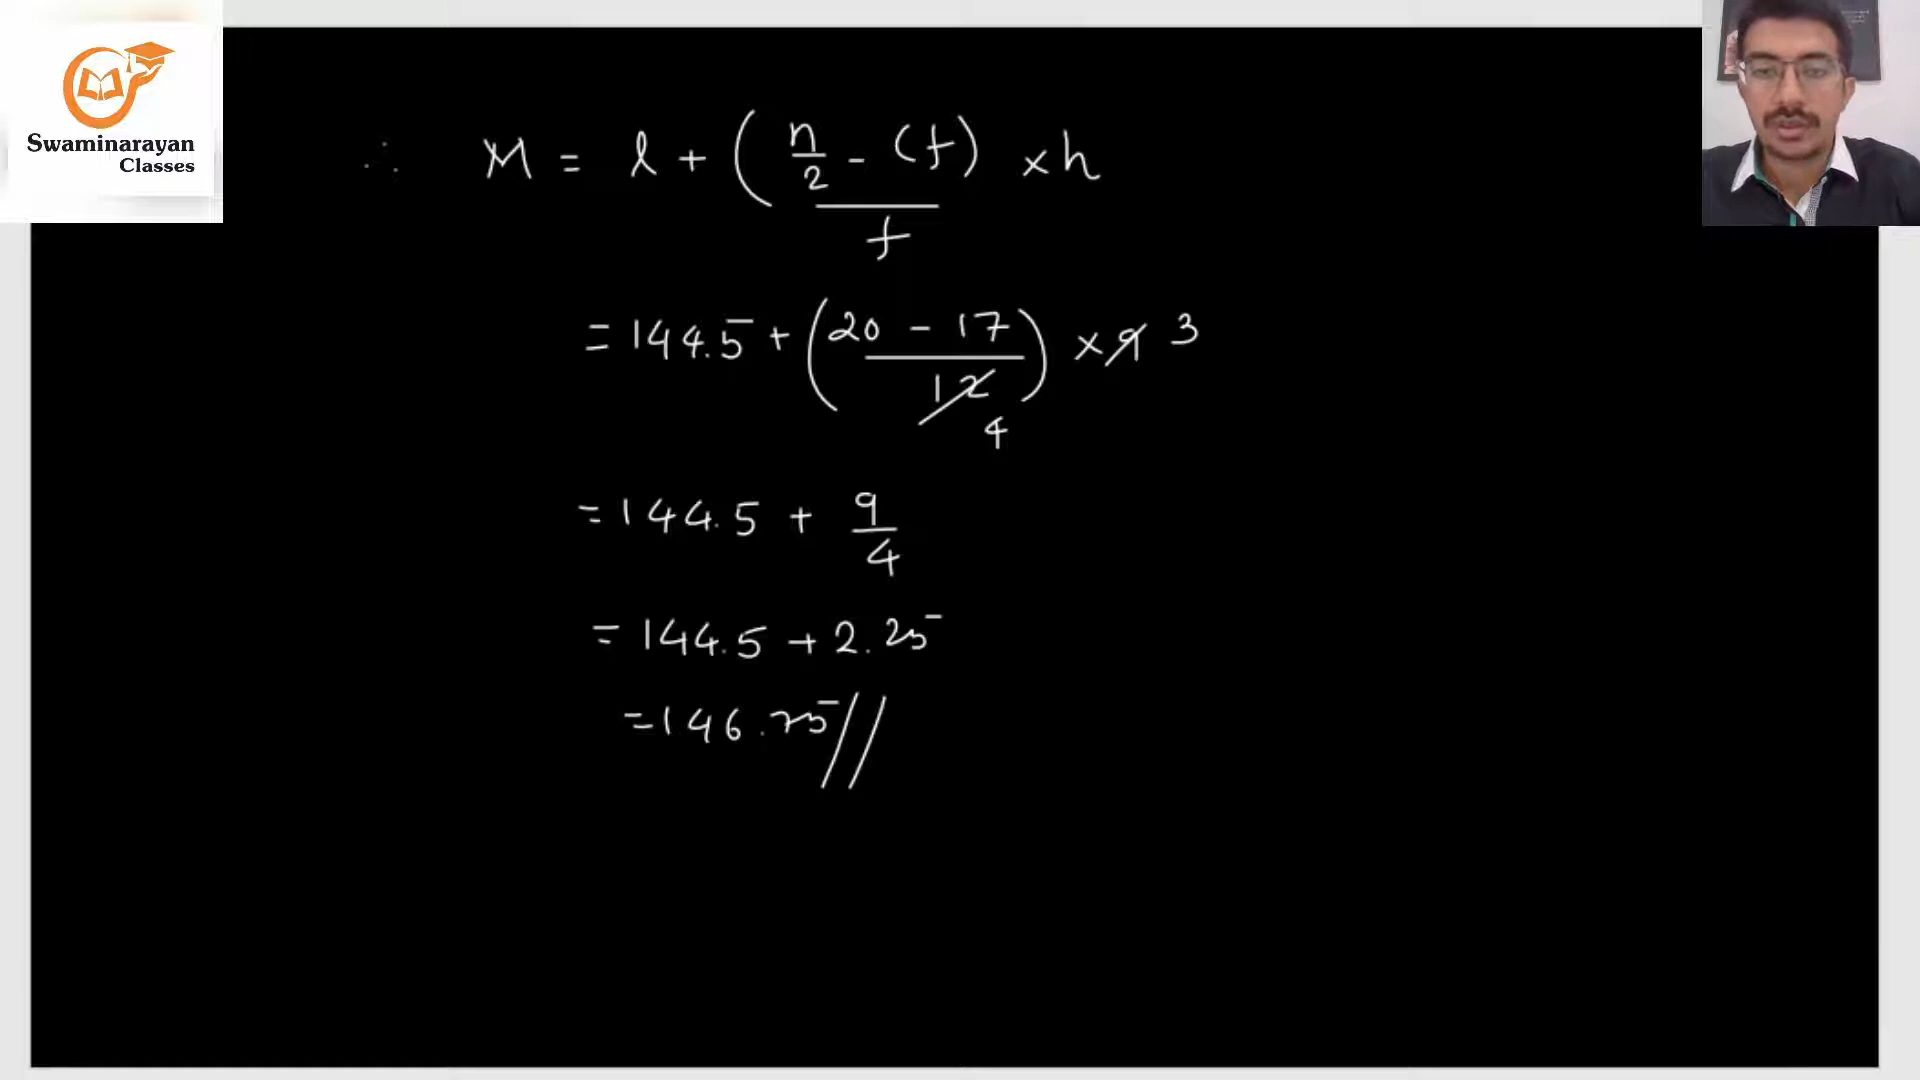 Swaminarayan
Classes
∴ M = l + ( n/2 - (f) / f × h
= 144.5 + ( 20 - 17 / 12 ) × 9 3
4
= 144.5 + 9/4
= 144.5 + 2.25
= 146.75 //